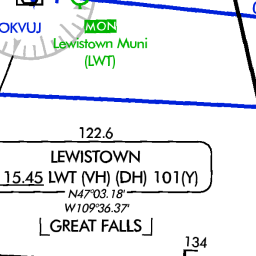 OKVUJ
MON
Lewistown Muni
(LWT)
122.6
LEWISTOWN
15.45 LWT (VH) (DH) 101(Y)
N47°03.18'
W109°36.37'
GREAT FALLS
134